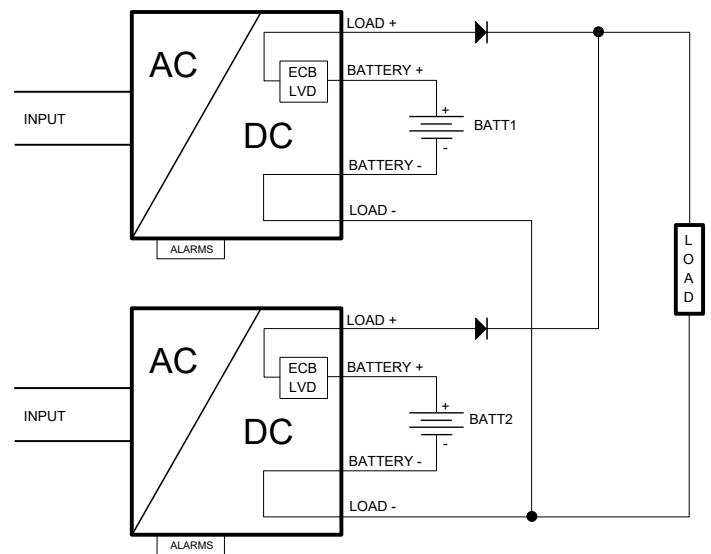 LOAD +
AC
ECB
LVD
BATTERY +
+
BATT1
-
INPUT
DC
BATTERY -
LOAD -
ALARMS
L
O
A
D
LOAD +
AC
ECB
LVD
BATTERY +
+
BATT2
-
INPUT
DC
BATTERY -
LOAD -
ALARMS